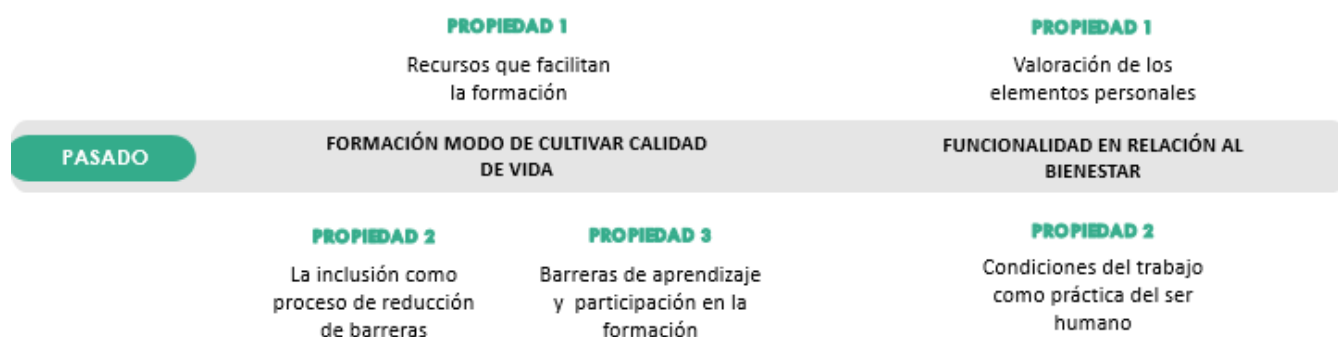 PROPIEDAD 1
Recursos que facilitan
la formación
PROPIEDAD 1
Valoración de los
elementos personales
PASADO
FORMACIÓN MODO DE CULTIVAR CALIDAD
DE VIDA
FUNCIONALIDAD EN RELACIÓN AL
BIENESTAR
PROPIEDAD 2
La inclusión como
proceso de reducción
de barreras
PROPIEDAD 3
Barreras de aprendizaje
y participación en la
formación
PROPIEDAD 2
Condiciones del trabajo
como práctica del ser
humano